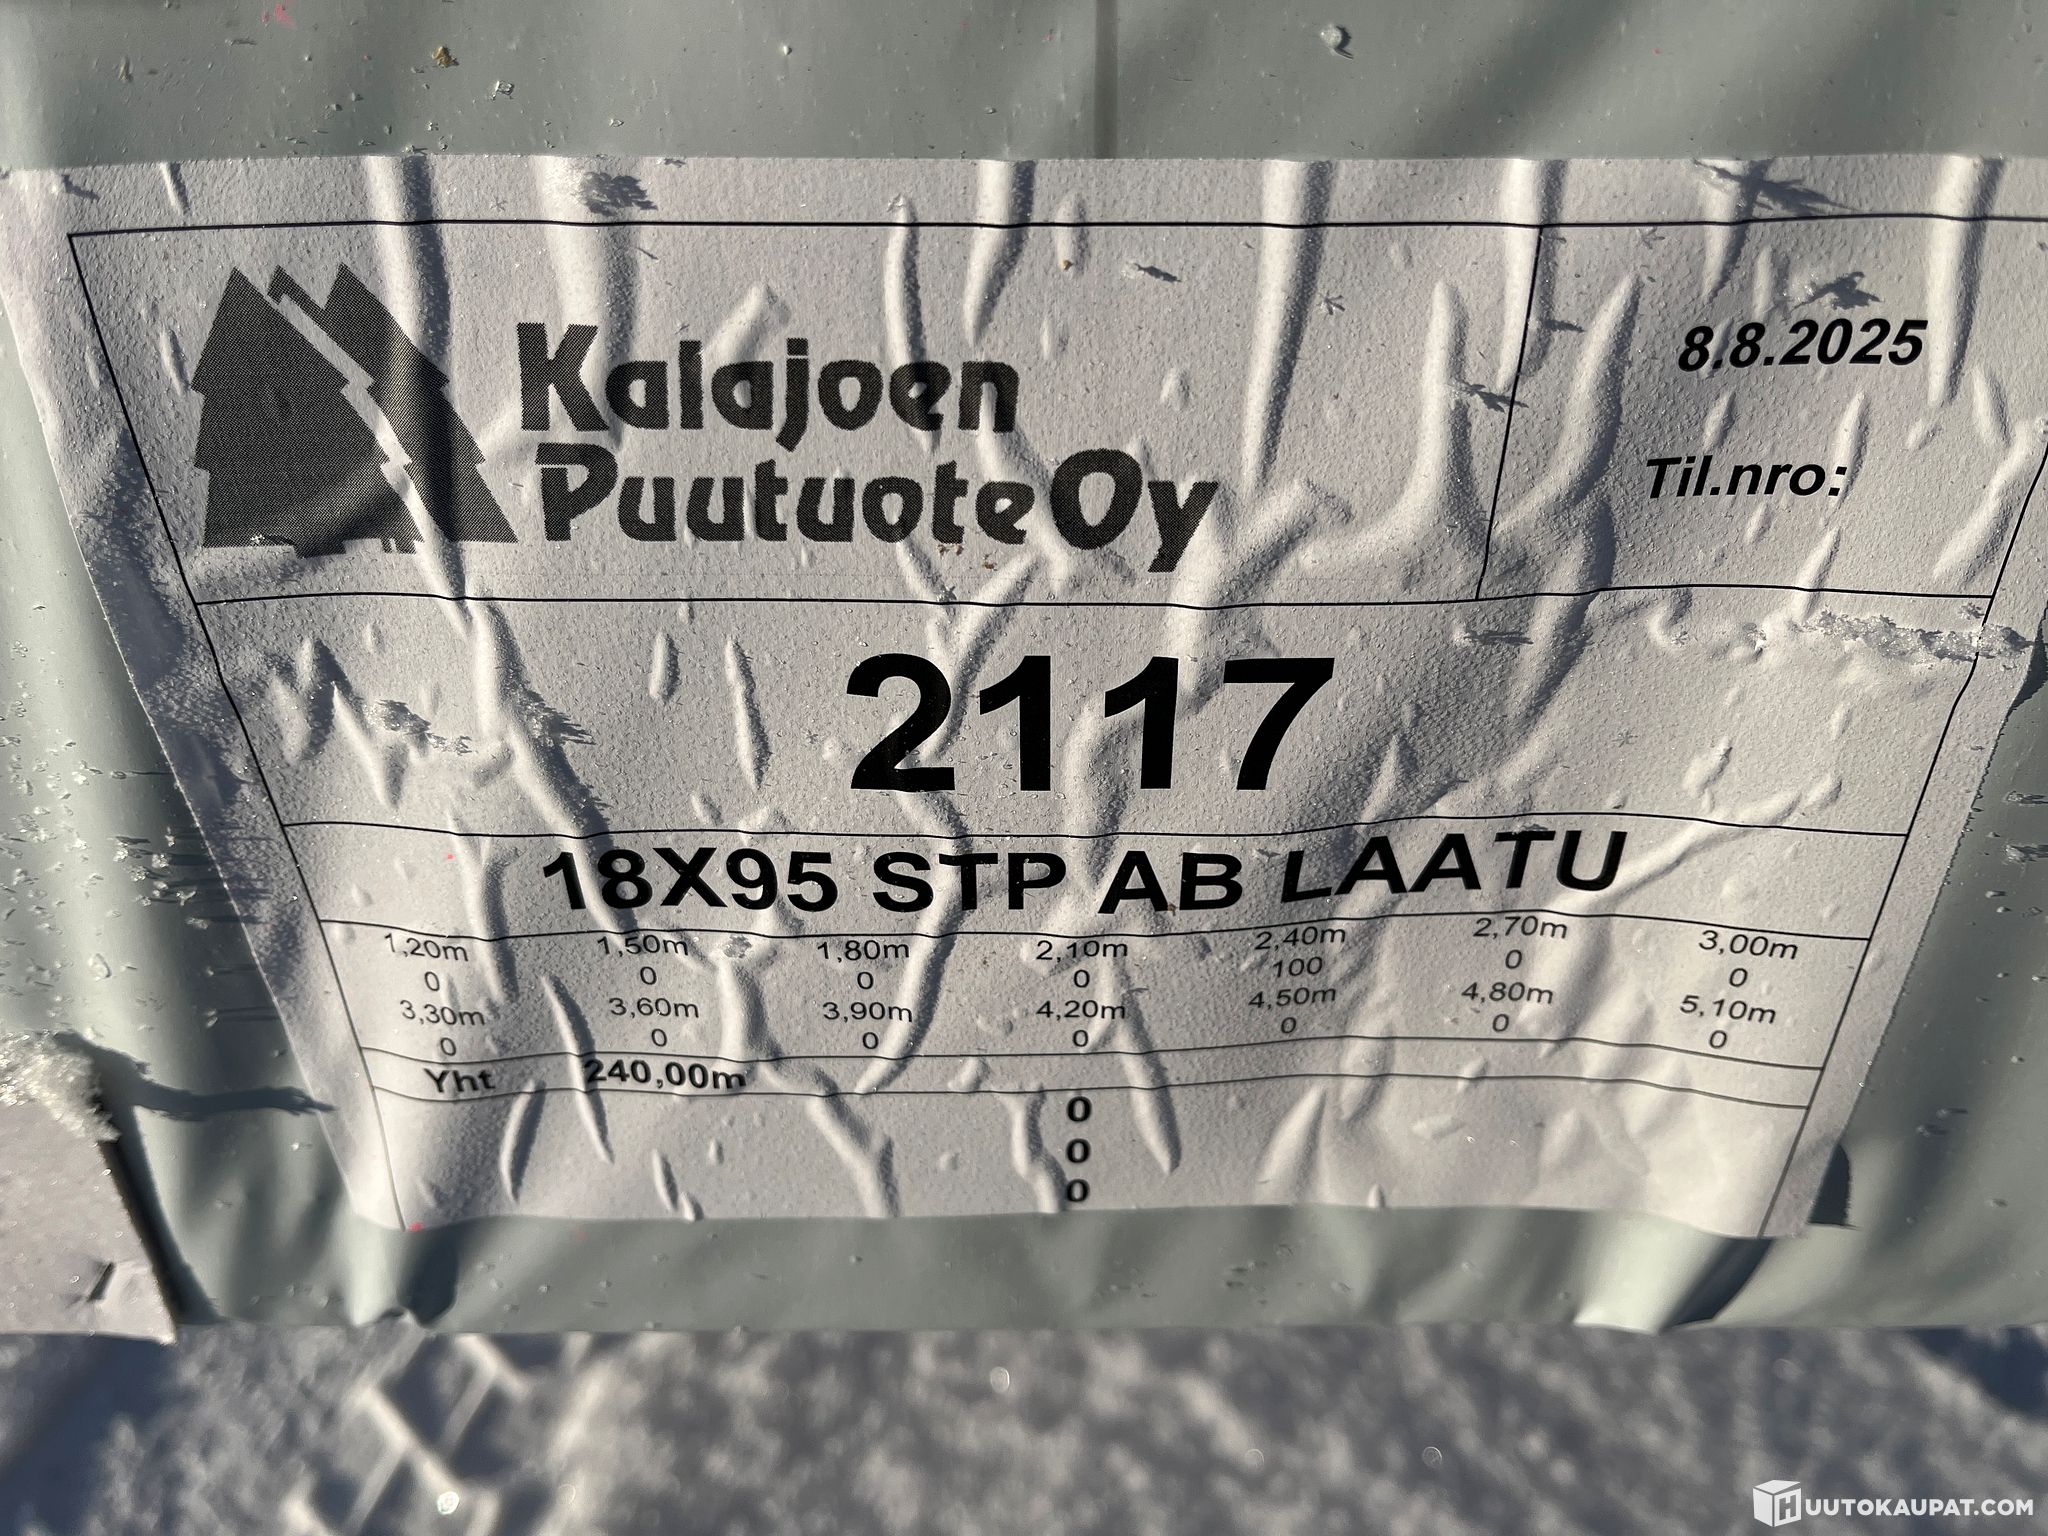 Kalajoen
Puutuote Oy
8.8.2025
Til.nro:
2117
18X95 STP AB LAATU
1,20m 1,50m 1,80m 2,10m 2,40m 2,70m 3,00m
0 0 0 0 100 0 0
3,30m 3,60m 3,90m 4,20m 4,50m 4,80m 5,10m
0 0 0 0 0 0 0
Yht 240,00m
0
0
0
HUUTOKAUPAT.COM